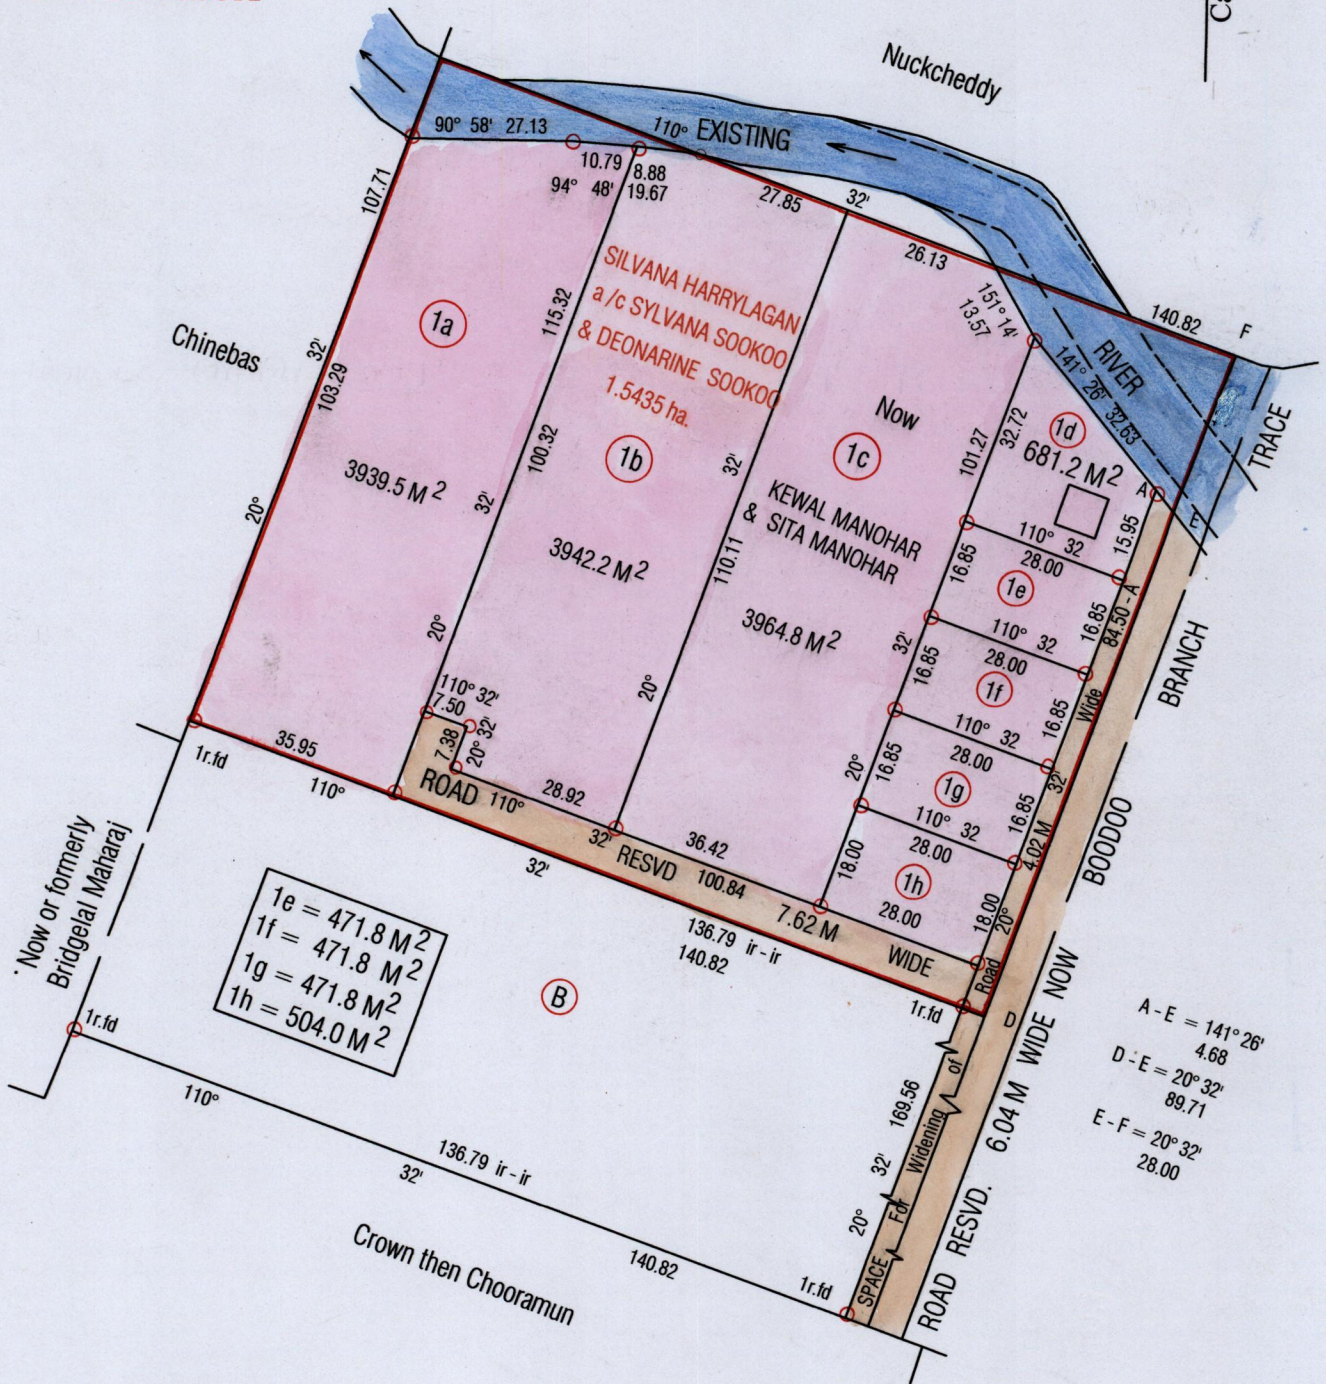 Nuckcheddy
90° 58' 27.13
110° EXISTING
10.79
94° 48'
8.88
19.67
27.85
32'
26.13
151° 14'
13.57
140.82
F
RIVER
141° 26' 32.63
TRACE
107.71
Chinebas
32'
103.29
20°
1a
3939.5 M²
115.32
100.32
32'
20°
SILVANA HARRYLAGAN
a/c SYLVANA SOOKOO
& DEONARINE SOOKOO
1.5435 ha.
1b
3942.2 M²
32'
110.11
20°
Now
1c
KEWAL MANOHAR
& SITA MANOHAR
3964.8 M²
101.27
32.72
1d
681.2 M²
A
E
15.95
110° 32
28.00
16.85
1e
16.85
84.50 - A
110° 32
28.00
32'
16.85
1f
16.85
Wide
110° 32
28.00
20°
16.85
1g
16.85
32'
4.02 M
110° 32
28.00
18.00
1h
28.00
18.00
20°
Road
BRANCH
BOODOO
110° 32'
7.50
7.38
20° 32'
35.95
110°
1r.fd
ROAD 110°
28.92
32'
RESVD
36.42
100.84
7.62 M
WIDE
32'
136.79 ir - ir
140.82
1r.fd
D
Now or formerly
Bridgelal Maharaj
1e = 471.8 M²
1f = 471.8 M²
1g = 471.8 M²
1h = 504.0 M²
B
1r.fd
110°
136.79 ir - ir
32'
140.82
1r.fd
Crown then Chooramun
169.56
32'
20°
SPACE For Widening of
ROAD RESVD. 6.04 M WIDE NOW
A - E = 141° 26'
4.68
D - E = 20° 32'
89.71
E - F = 20° 32'
28.00